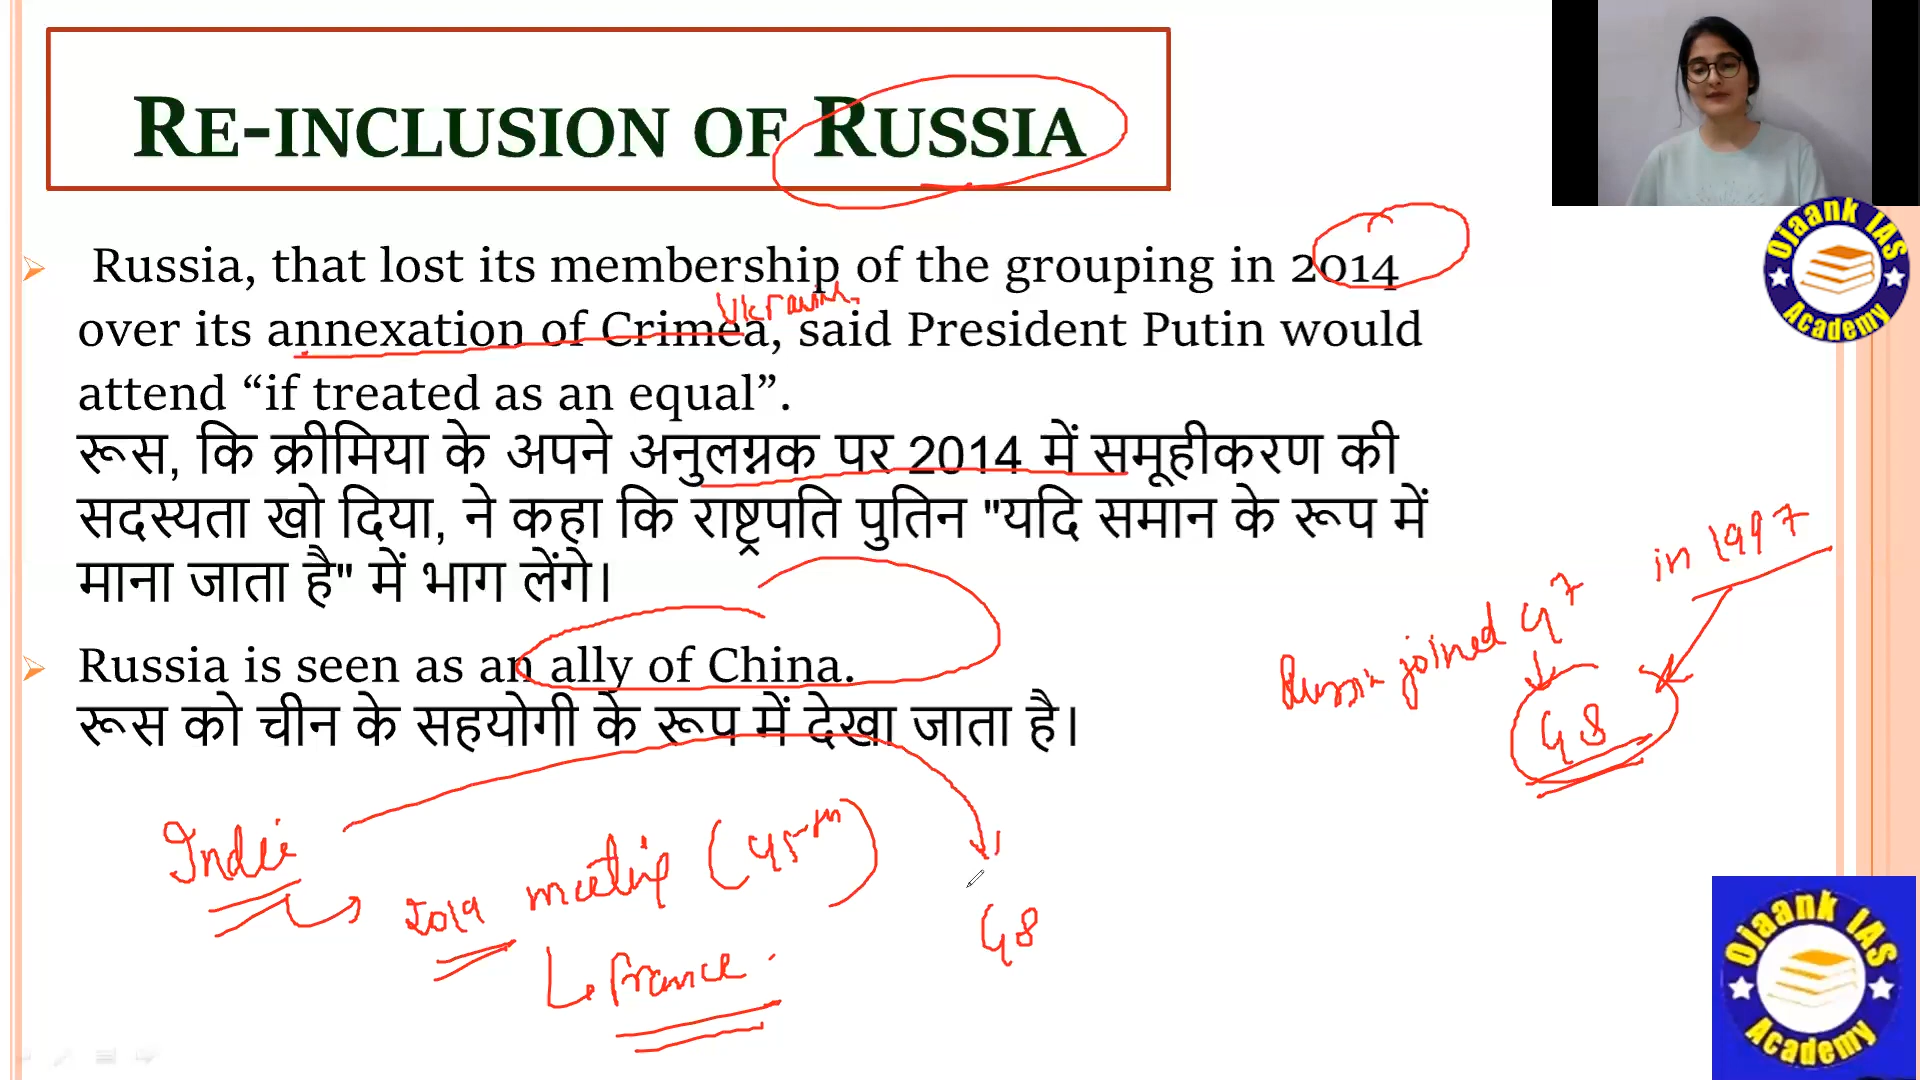 RE-INCLUSION OF RUSSIA
Russia, that lost its membership of the grouping in 2014
over its annexation of Crimea, said President Putin would
attend “if treated as an equal”.
Ukraine
रूस, कि क्रीमिया के अपने अनुलग्नक पर 2014 में समूहीकरण की
सदस्यता खो दिया, ने कहा कि राष्ट्रपति पुतिन "यदि समान के रूप में
माना जाता है" में भाग लेंगे।
Russia is seen as an ally of China.
रूस को चीन के सहयोगी के रूप में देखा जाता है।
Russia joined G7 in 1997
G8
India
2019 meeting (45th)
France
G8
Ojaank IAS
Academy
Ojaank IAS
Academy